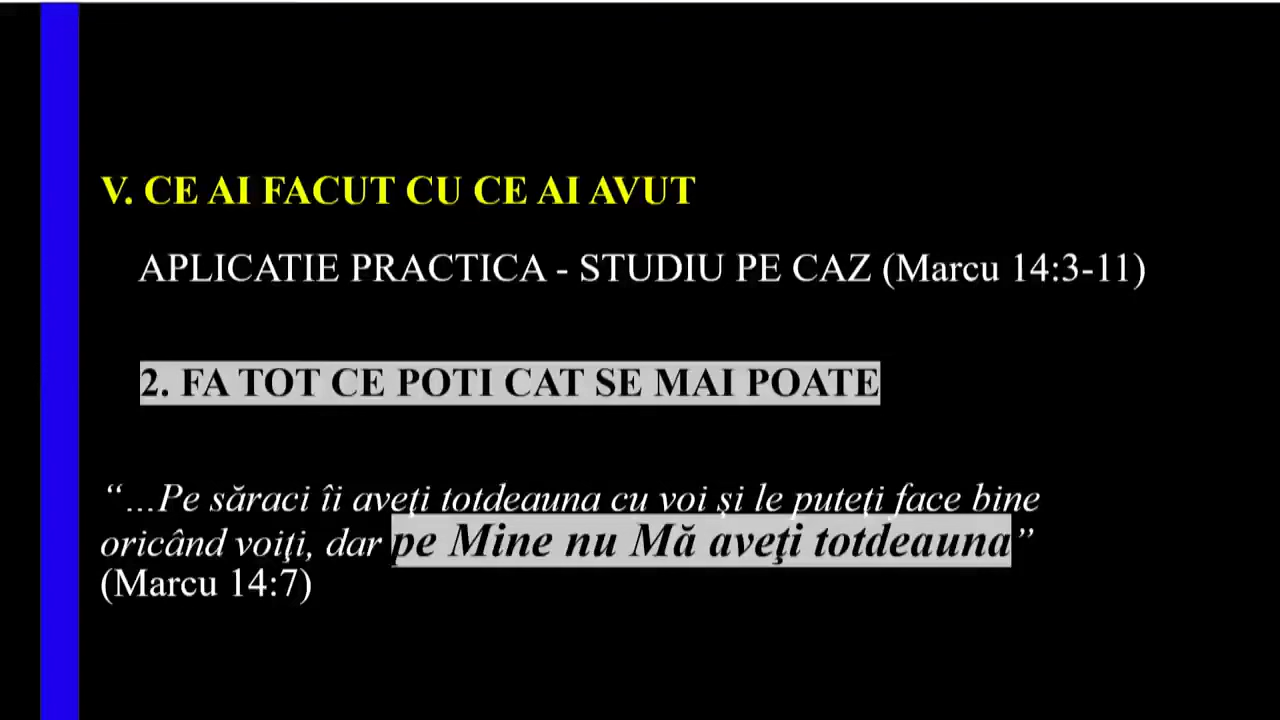 V. CE AI FACUT CU CE AI AVUT
APLICATIE PRACTICA - STUDIU PE CAZ (Marcu 14:3-11)
2. FA TOT CE POTI CAT SE MAI POATE
“…Pe săraci îi aveţi totdeauna cu voi şi le puteţi face bine
oricând voiţi, dar pe Mine nu Mă aveţi totdeauna”
(Marcu 14:7)